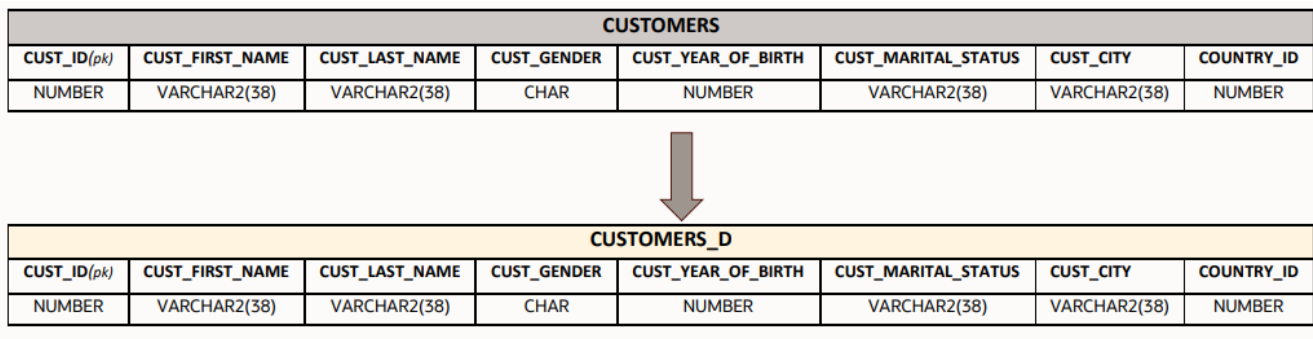 CUSTOMERS
CUST_ID(pk) CUST_FIRST_NAME CUST_LAST_NAME CUST_GENDER CUST_YEAR_OF_BIRTH CUST_MARITAL_STATUS CUST_CITY COUNTRY_ID
NUMBER VARCHAR2(38) VARCHAR2(38) CHAR NUMBER VARCHAR2(38) VARCHAR2(38) NUMBER
CUSTOMERS_D
CUST_ID(pk) CUST_FIRST_NAME CUST_LAST_NAME CUST_GENDER CUST_YEAR_OF_BIRTH CUST_MARITAL_STATUS CUST_CITY COUNTRY_ID
NUMBER VARCHAR2(38) VARCHAR2(38) CHAR NUMBER VARCHAR2(38) VARCHAR2(38) NUMBER